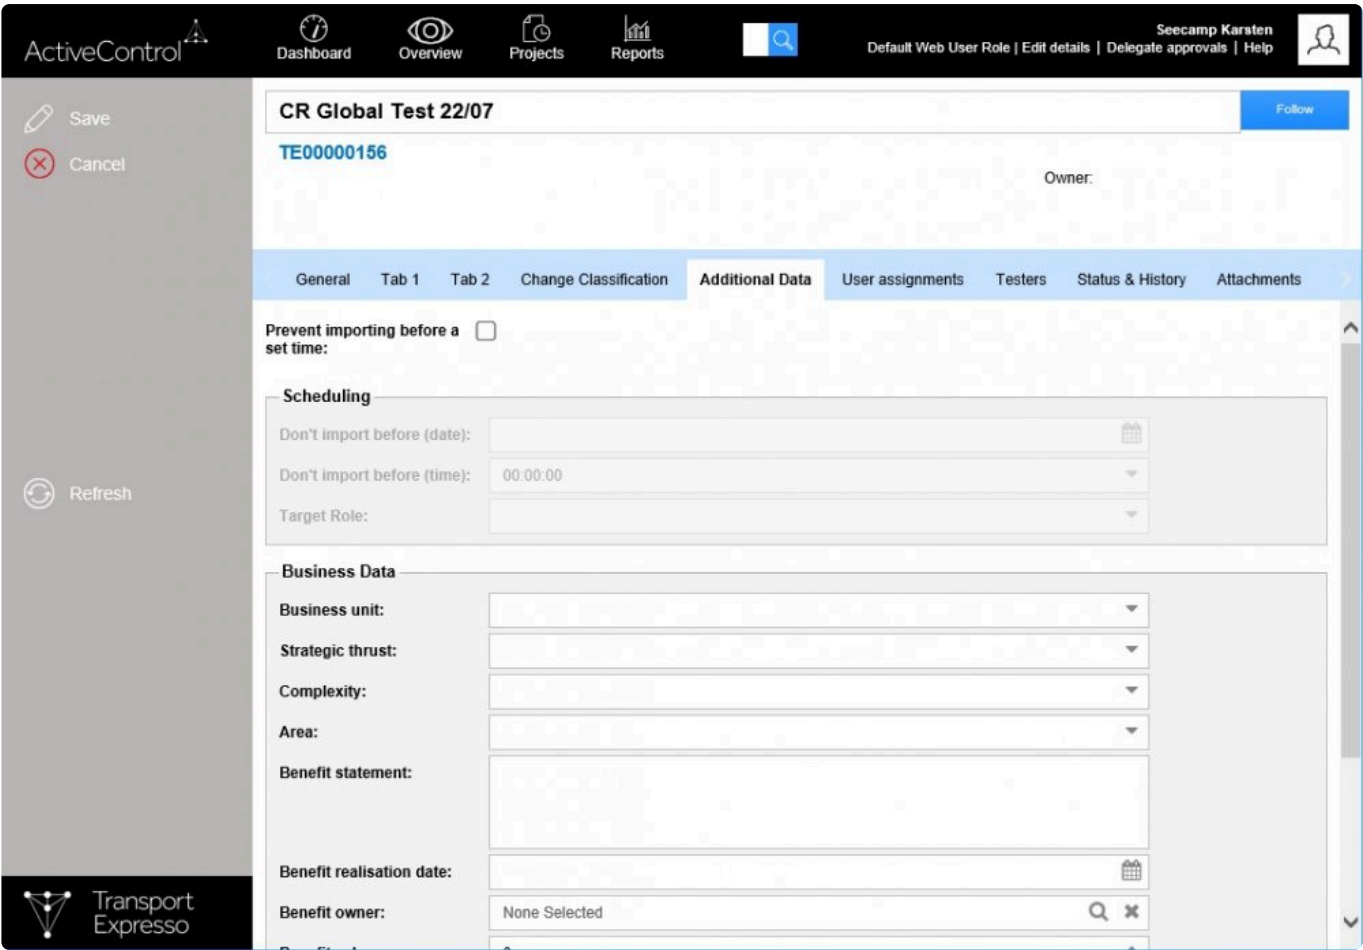 ActiveControl
Dashboard
Overview
Projects
Reports
Seecamp Karsten
Default Web User Role | Edit details | Delegate approvals | Help
Save
Cancel
Refresh
CR Global Test 22/07
Follow
TE00000156
Owner:
General
Tab 1
Tab 2
Change Classification
Additional Data
User assignments
Testers
Status & History
Attachments
Prevent importing before a
set time:
Scheduling
Don't import before (date):
Don't import before (time):
00:00:00
Target Role:
Business Data
Business unit:
Strategic thrust:
Complexity:
Area:
Benefit statement:
Benefit realisation date:
Benefit owner:
None Selected
Transport
Expresso